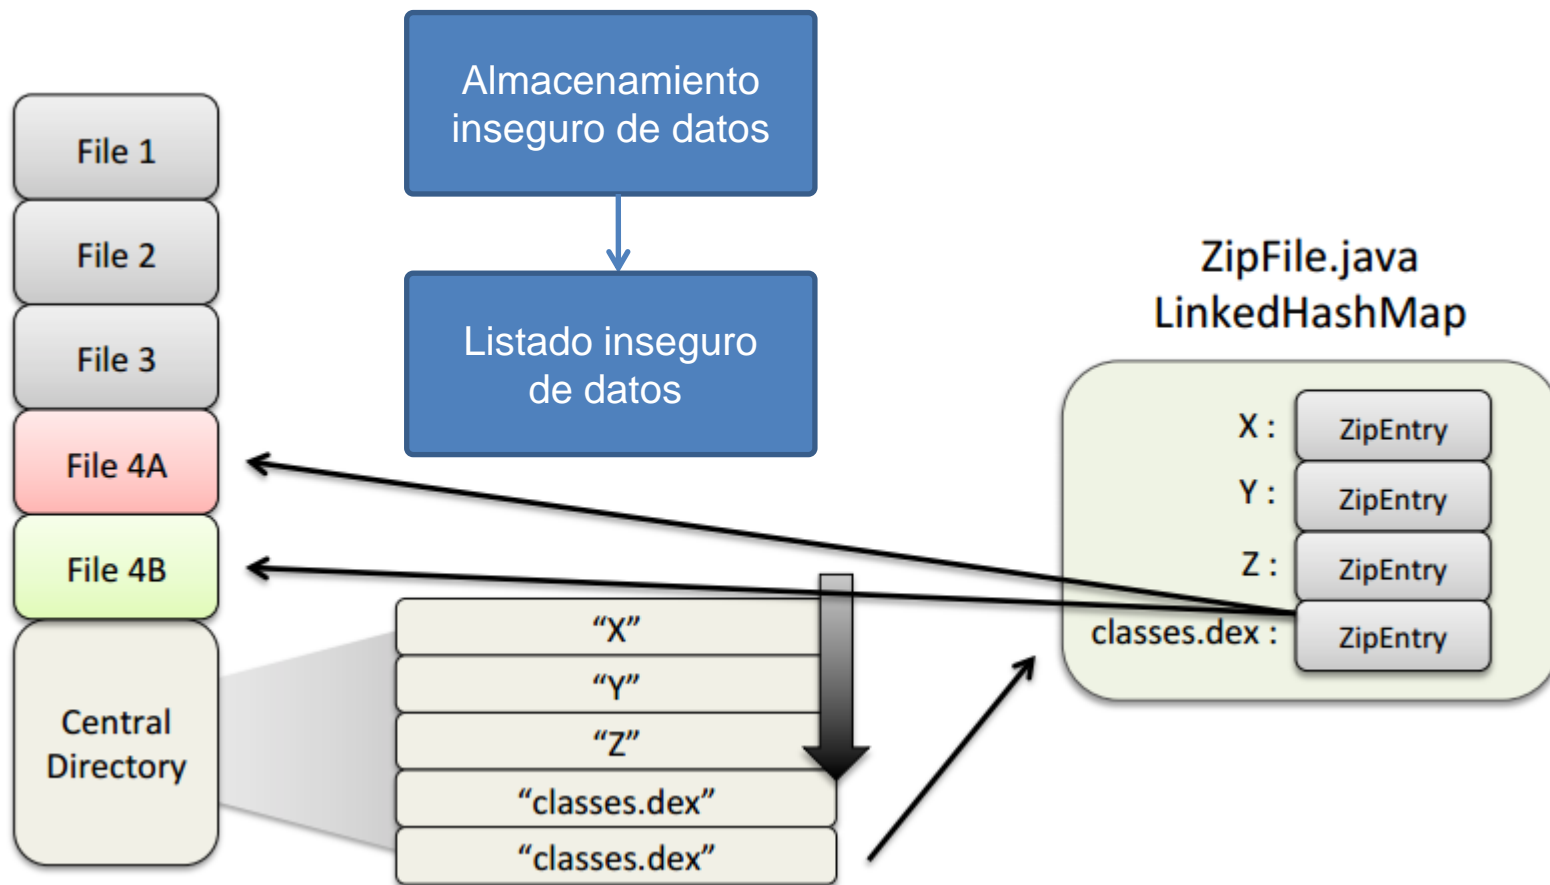 Almacenamiento
inseguro de datos
Listado inseguro
de datos
File 1
File 2
File 3
File 4A
File 4B
Central
Directory
“X”
“Y”
“Z”
“classes.dex”
“classes.dex”
ZipFile.java
LinkedHashMap
X : ZipEntry
Y : ZipEntry
Z : ZipEntry
classes.dex : ZipEntry